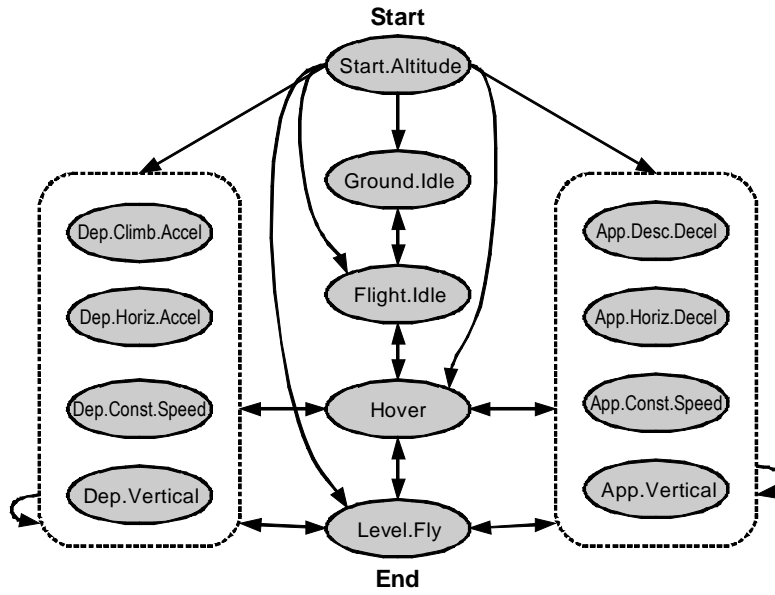 Start
Start.Altitude
Ground.Idle
Dep.Climb.Accel
App.Desc.Decel
Flight.Idle
Dep.Horiz.Accel
App.Horiz.Decel
Dep.Const.Speed
Hover
App.Const.Speed
Dep.Vertical
App.Vertical
Level.Fly
End